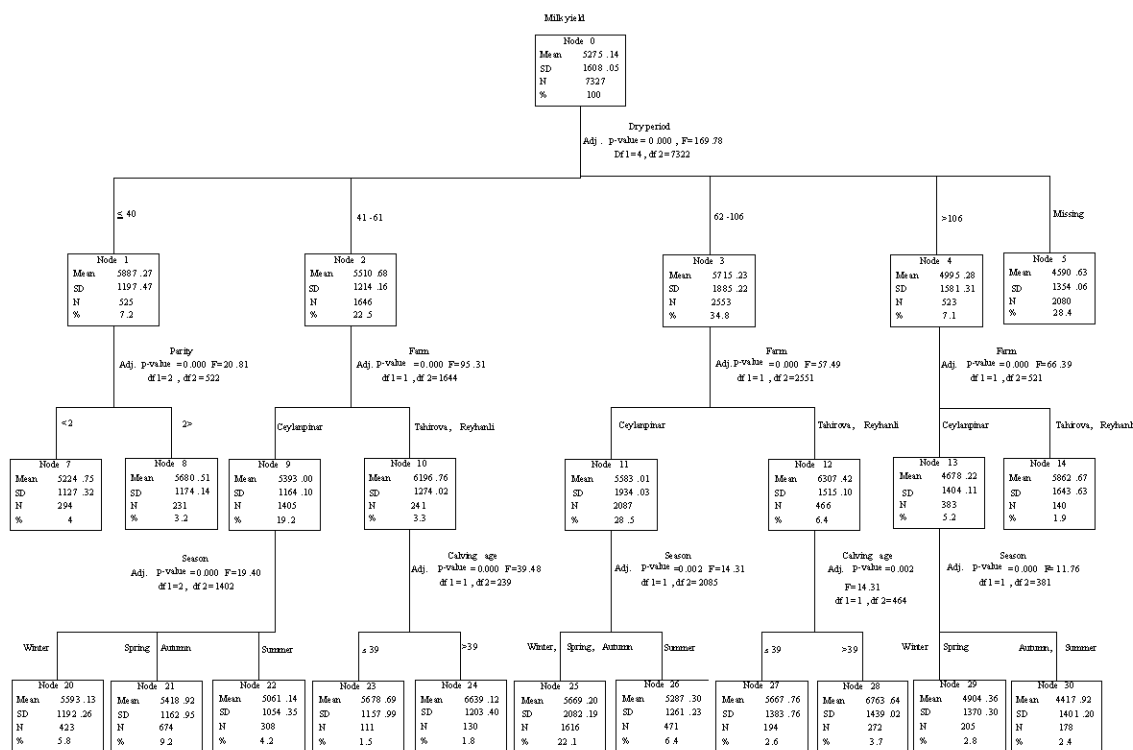 Milk yield
Node 0
Mean 5275 .14
SD 1608 .05
N 7327
% 100
Dry period
Adj . p-value = 0 .000 , F=169 .78
Df 1=4 , df 2=7322
≤ 40
41 -61
62 -106
>106
Missing
Node 1
Mean 5887 .27
SD 1197 .47
N 525
% 7.2
Node 2
Mean 5510 .68
SD 1214 .16
N 1646
% 22 .5
Node 3
Mean 5715 .23
SD 1885 .22
N 2553
% 34.8
Node 4
Mean 4995 .28
SD 1581 .31
N 523
% 7.1
Node 5
Mean 4590 .63
SD 1354 .06
N 2080
% 28.4
Parity
Adj. p-value =0.000 F=20 .81
df 1=2 , df 2=522
Farm
Adj. p-value =0.000 F=95.31
df 1=1 , df 2=1644
Farm
Adj. p-value =0.000 F=57.49
df 1=1 , df 2=2551
Farm
Adj. p-value =0.000 F=66.39
df 1=1 , df 2=521
<2
2>
Ceylanpinar
Tahirova, Reyhanli
Ceylanpinar
Tahirova, Reyhanli
Ceylanpinar
Tahirova, Reyhanli
Node 7
Mean 5224 .75
SD 1127 .32
N 294
% 4
Node 8
Mean 5680 .51
SD 1174 .14
N 231
% 3.2
Node 9
Mean 5393 .00
SD 1164 .10
N 1405
% 19.2
Node 10
Mean 6196 .76
SD 1274 .02
N 241
% 3.3
Node 11
Mean 5583 .01
SD 1934 .03
N 2087
% 28 .5
Node 12
Mean 6307 .42
SD 1515 .10
N 466
% 6.4
Node 13
Mean 4678 .22
SD 1404 .11
N 383
% 5.2
Node 14
Mean 5862 .67
SD 1643 .63
N 140
% 1.9
Season
Adj. p-value =0.000 F=19.40
df 1=2, df 2=1402
Calving age
Adj. p-value =0.000 F=39.48
df 1=1 , df 2=239
Season
Adj. p-value =0.002 F=14.31
df 1=1 , df 2=2085
Calving age
Adj. p-value =0.002
F=14.31
df 1=1 , df 2=464
Season
Adj. p-value =0.000 F=11.76
df 1=1, df 2=381
Winter
Spring Autumn
Summer
≤ 39
>39
Winter, Spring, Autumn
Summer
≤ 39
>39
Winter Spring
Autumn, Summer
Node 20
Mean 5593 .13
SD 1192 .26
N 423
% 5.8
Node 21
Mean 5418 .92
SD 1162 .95
N 674
% 9.2
Node 22
Mean 5061 .14
SD 1054 .35
N 308
% 4.2
Node 23
Mean 5678 .69
SD 1157 .99
N 111
% 1.5
Node 24
Mean 6639 .12
SD 1203 .40
N 130
% 1.8
Node 25
Mean 5669 .20
SD 2082 .19
N 1616
% 22.1
Node 26
Mean 5287 .30
SD 1261 .23
N 471
% 6.4
Node 27
Mean 5667 .76
SD 1383 .76
N 194
% 2.6
Node 28
Mean 6763 .64
SD 1439 .02
N 272
% 3.7
Node 29
Mean 4904 .36
SD 1370 .30
N 205
% 2.8
Node 30
Mean 4417 .92
SD 1401 .20
N 178
% 2.4